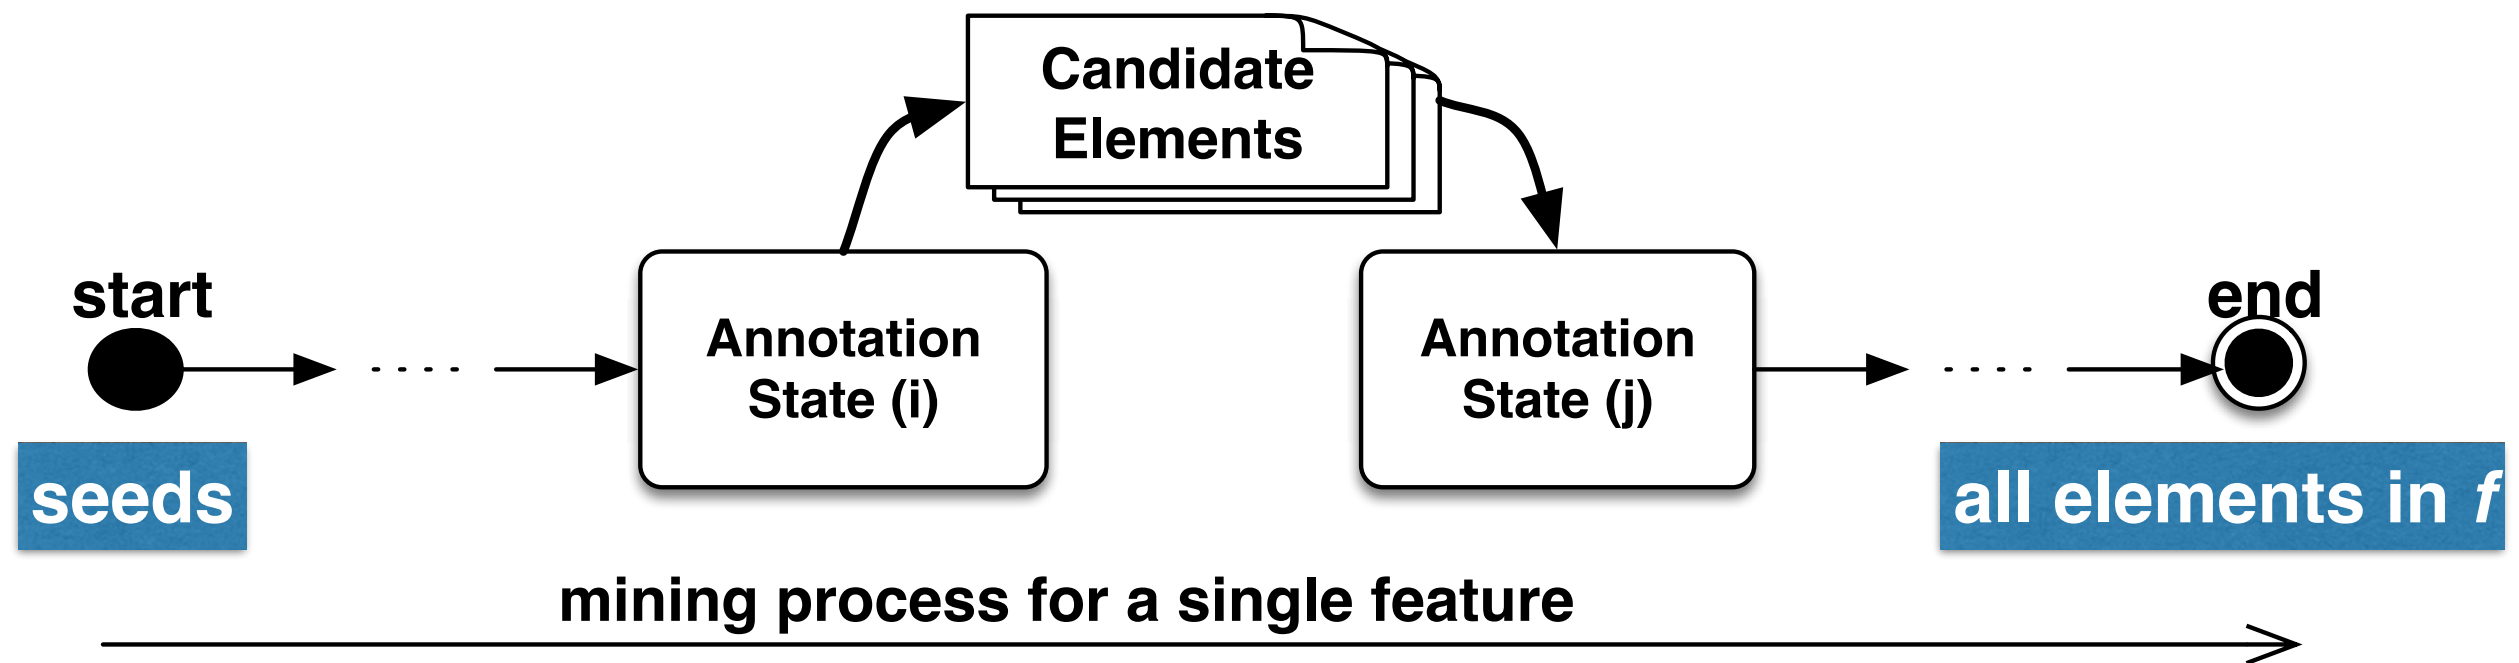 Candidate
Elements
start
Annotation
State (i)
Annotation
State (j)
end
seeds
all elements in f
mining process for a single feature